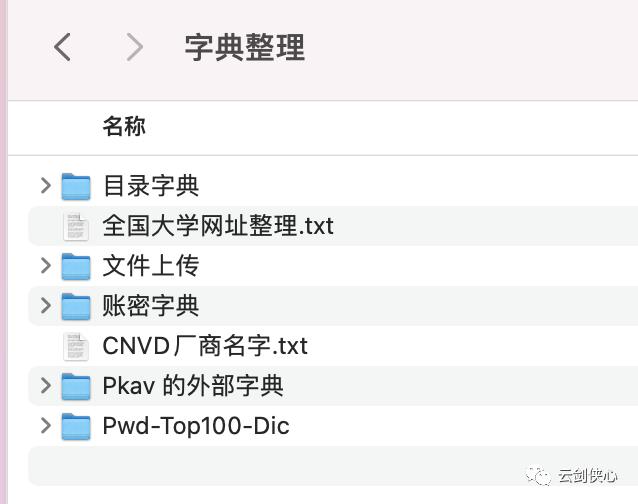 字典整理
名称
目录字典
全国大学网址整理.txt
文件上传
账密字典
CNVD厂商名字.txt
Pkav 的外部字典
Pwd-Top100-Dic
云剑侠心